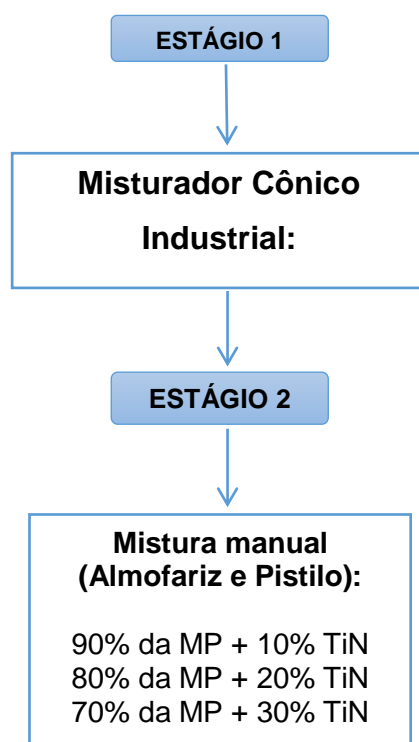 ESTÁGIO 1
Misturador Cônico
Industrial:
ESTÁGIO 2
Mistura manual
(Almofariz e Pistilo):
90% da MP + 10% TiN
80% da MP + 20% TiN
70% da MP + 30% TiN